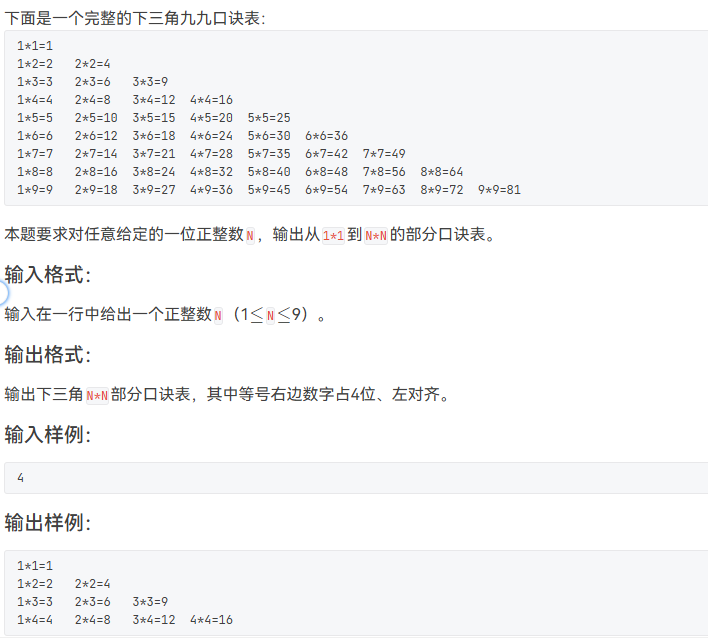 下面是一个完整的下三角九九口诀表：
1*1=1
1*2=2   2*2=4
1*3=3   2*3=6   3*3=9
1*4=4   2*4=8   3*4=12  4*4=16
1*5=5   2*5=10  3*5=15  4*5=20  5*5=25
1*6=6   2*6=12  3*6=18  4*6=24  5*6=30  6*6=36
1*7=7   2*7=14  3*7=21  4*7=28  5*7=35  6*7=42  7*7=49
1*8=8   2*8=16  3*8=24  4*8=32  5*8=40  6*8=48  7*8=56  8*8=64
1*9=9   2*9=18  3*9=27  4*9=36  5*9=45  6*9=54  7*9=63  8*9=72  9*9=81
本题要求对任意给定的一位正整数N，输出从1*1到N*N的部分口诀表。
输入格式：
输入在一行中给出一个正整数N（1≤N≤9）。
输出格式：
输出下三角N*N部分口诀表，其中等号右边数字占4位、左对齐。
输入样例：
4
输出样例：
1*1=1
1*2=2   2*2=4
1*3=3   2*3=6   3*3=9
1*4=4   2*4=8   3*4=12  4*4=16